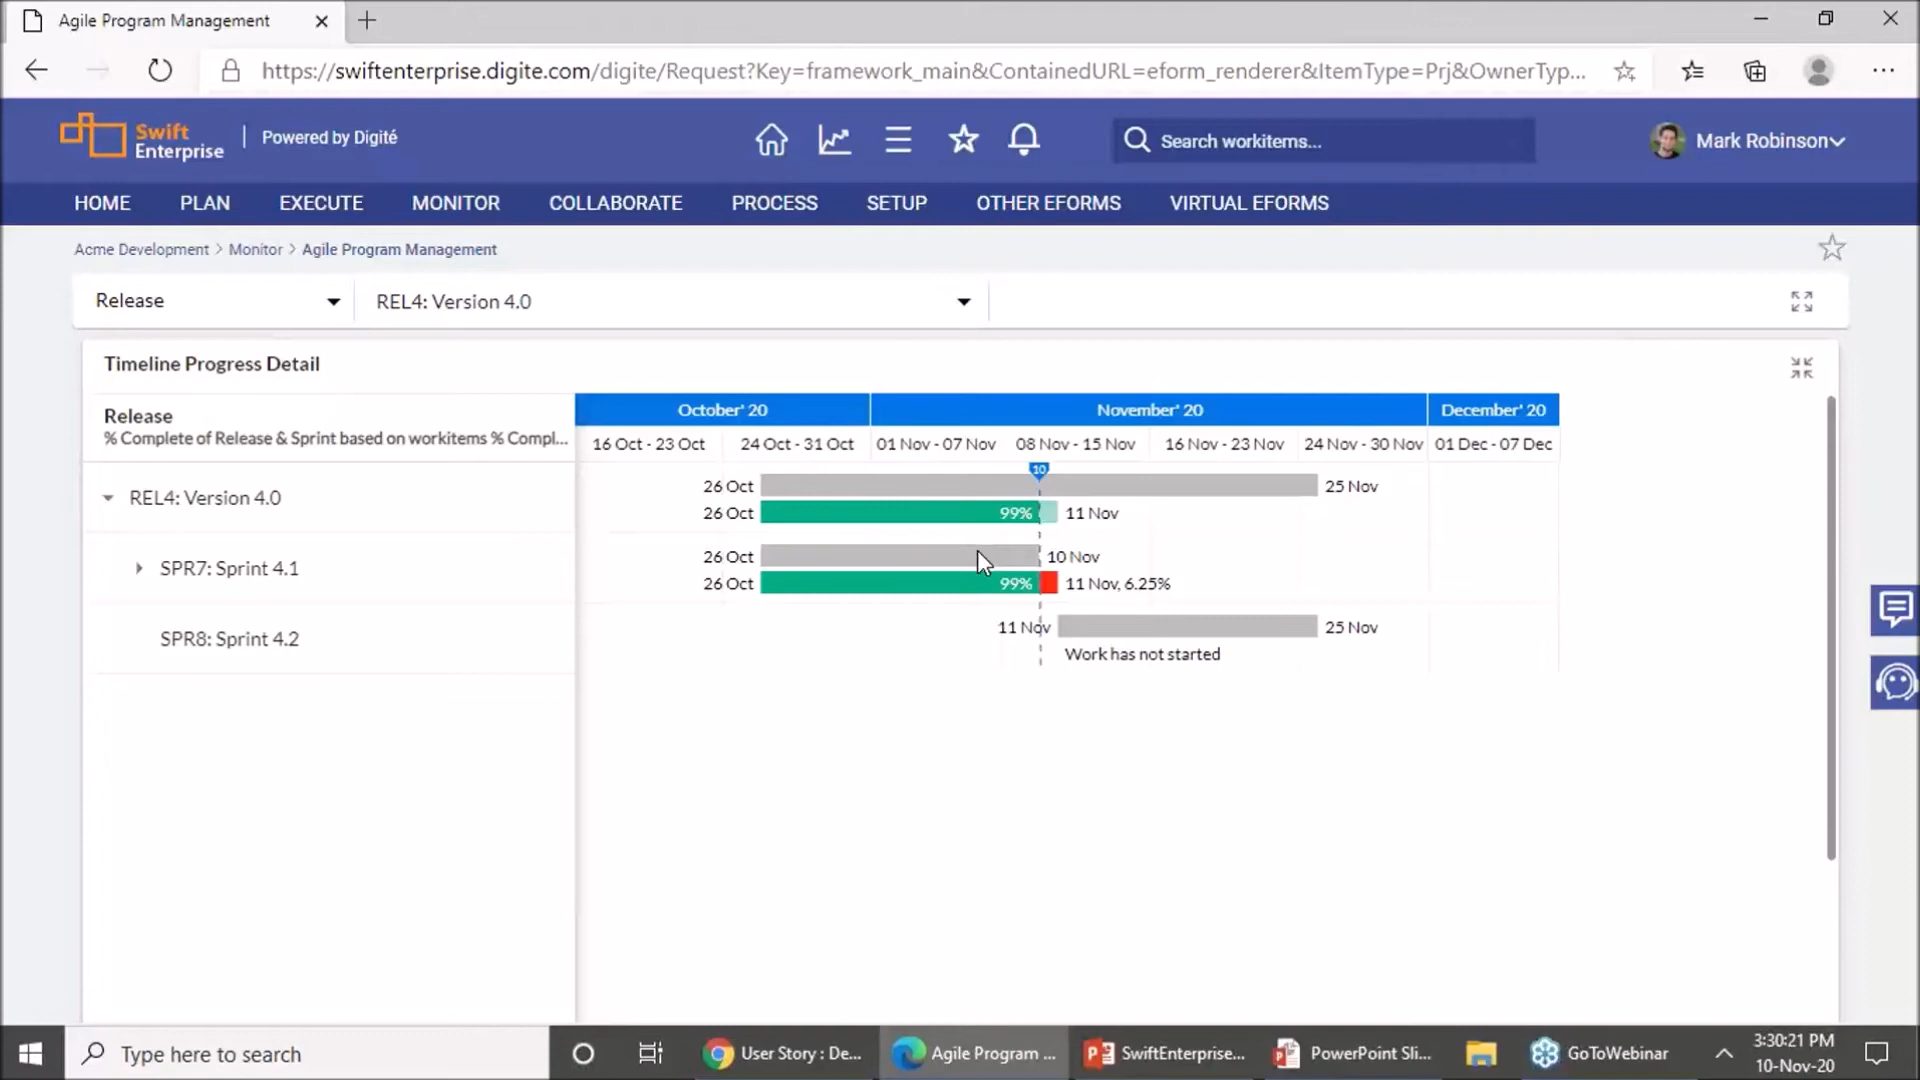 Agile Program Management
https://swiftenterprise.digite.com/digite/Request?Key=framework_main&ContainedURL=eform_renderer&ItemType=Prj&OwnerTyp...
Swift Enterprise
Powered by Digité
Search workitems...
Mark Robinson
HOME PLAN EXECUTE MONITOR COLLABORATE PROCESS SETUP OTHER EFORMS VIRTUAL EFORMS
Acme Development > Monitor > Agile Program Management
Release REL4: Version 4.0
Timeline Progress Detail
Release
% Complete of Release & Sprint based on workitems % Compl...
October' 20 November' 20 December' 20
16 Oct - 23 Oct 24 Oct - 31 Oct 01 Nov - 07 Nov 08 Nov - 15 Nov 16 Nov - 23 Nov 24 Nov - 30 Nov 01 Dec - 07 Dec
10
REL4: Version 4.0
26 Oct 25 Nov
26 Oct 99% 11 Nov
SPR7: Sprint 4.1
26 Oct 10 Nov
26 Oct 99% 11 Nov, 6.25%
SPR8: Sprint 4.2
11 Nov 25 Nov
Work has not started
Type here to search
User Story : De...
Agile Program ...
SwiftEnterprise...
PowerPoint Sli...
GoToWebinar
3:30:21 PM
10-Nov-20